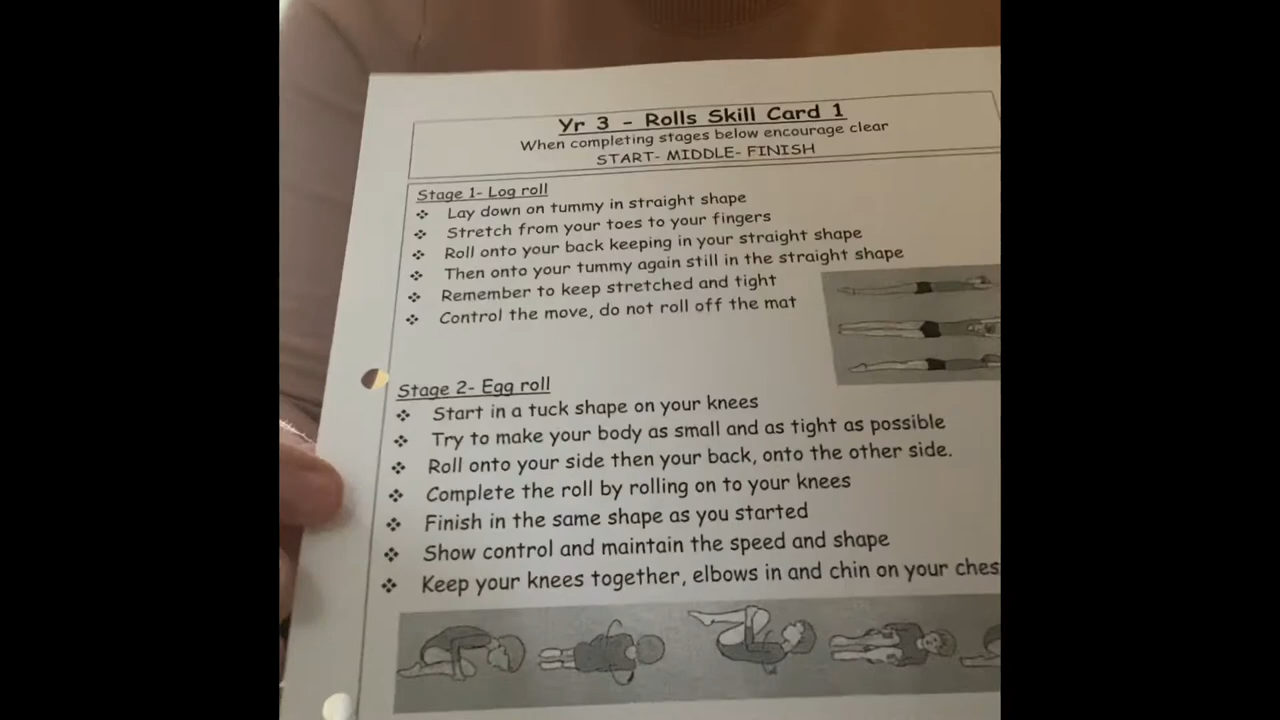 Yr 3 - Rolls Skill Card 1
When completing stages below encourage clear
START- MIDDLE- FINISH
Stage 1- Log roll
❖ Lay down on tummy in straight shape
❖ Stretch from your toes to your fingers
❖ Roll onto your back keeping in your straight shape
❖ Then onto your tummy again still in the straight shape
❖ Remember to keep stretched and tight
❖ Control the move, do not roll off the mat
Stage 2- Egg roll
❖ Start in a tuck shape on your knees
❖ Try to make your body as small and as tight as possible
❖ Roll onto your side then your back, onto the other side.
❖ Complete the roll by rolling on to your knees
❖ Finish in the same shape as you started
❖ Show control and maintain the speed and shape
❖ Keep your knees together, elbows in and chin on your ches